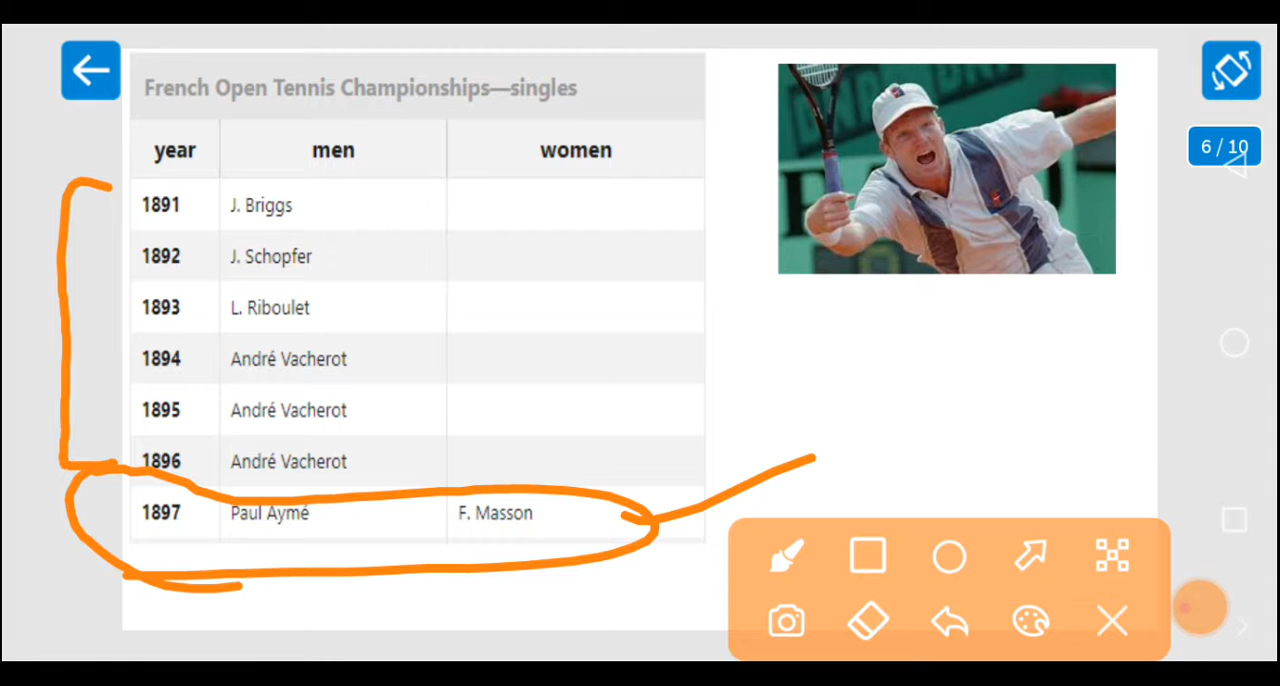 French Open Tennis Championships—singles
6 / 10
year men women
1891 J. Briggs
1892 J. Schopfer
1893 L. Riboulet
1894 André Vacherot
1895 André Vacherot
1896 André Vacherot
1897 Paul Aymé F. Masson